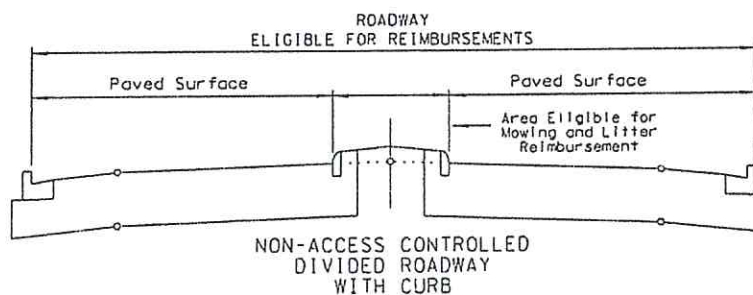 ROADWAY
ELIGIBLE FOR REIMBURSEMENTS
Paved Surface
Paved Surface
Area Eligible for
Mowing and Litter
Reimbursement
NON-ACCESS CONTROLLED
DIVIDED ROADWAY
WITH CURB